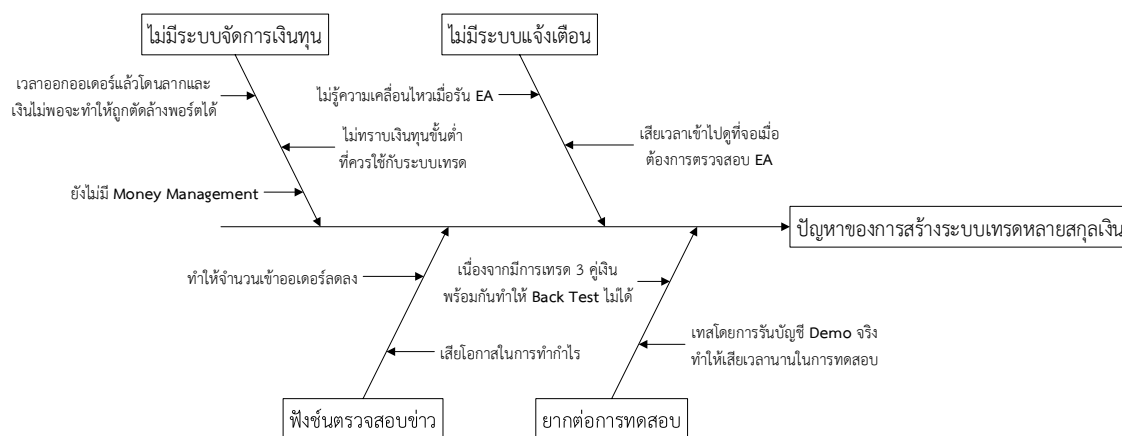 ไม่มีระบบจัดการเงินทุน
ไม่มีระบบแจ้งเตือน
เวลาออกออเดอร์แล้วโดนลากและ
เงินไม่พอจะทำให้ถูกตัดล้างพอร์ตได้
ไม่ทราบเงินทุนขั้นต่ำ
ที่ควรใช้กับระบบเทรด
ยังไม่มี Money Management
ไม่รู้ความเคลื่อนไหวเมื่อรัน EA
เสียเวลาเข้าไปดูที่จอเมื่อ
ต้องการตรวจสอบ EA
ปัญหาของการสร้างระบบเทรดหลายสกุลเงิน
ทำให้จำนวนเข้าออเดอร์ลดลง
เสียโอกาสในการทำกำไร
เนื่องจากมีการเทรด 3 คู่เงิน
พร้อมกันทำให้ Back Test ไม่ได้
เทสโดยการรันบัญชี Demo จริง
ทำให้เสียเวลานานในการทดสอบ
ฟังช์นตรวจสอบข่าว
ยากต่อการทดสอบ